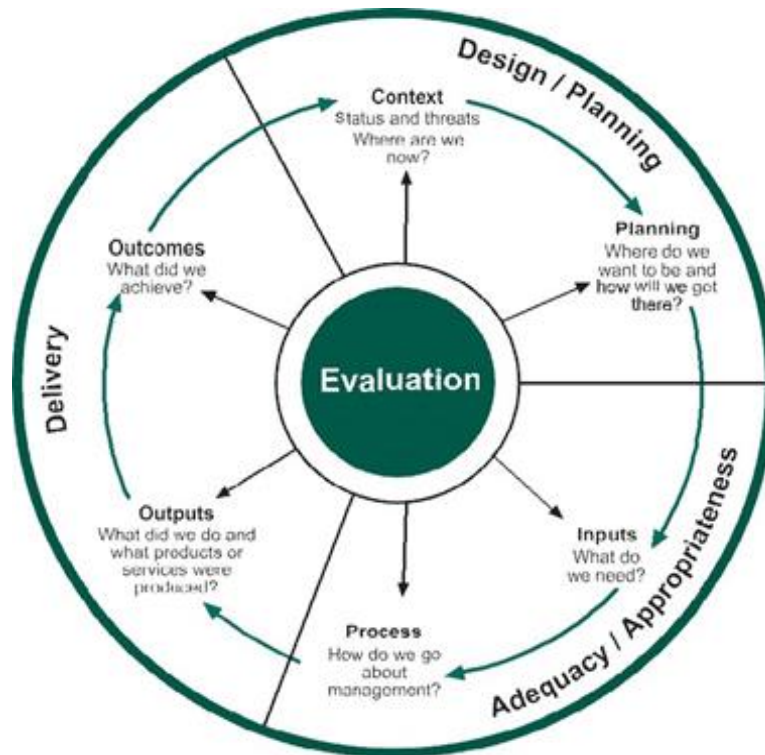 Design / Planning
Context
Status and threats
Where are we
now?
Planning
Where do we
want to be and
how will we get
there?
Outcomes
What did we
achieve?
Delivery
Evaluation
Outputs
What did we do and
what products or
services were
produced?
Inputs
What do
we need?
Process
How do we go
about
management?
Adequacy / Appropriateness